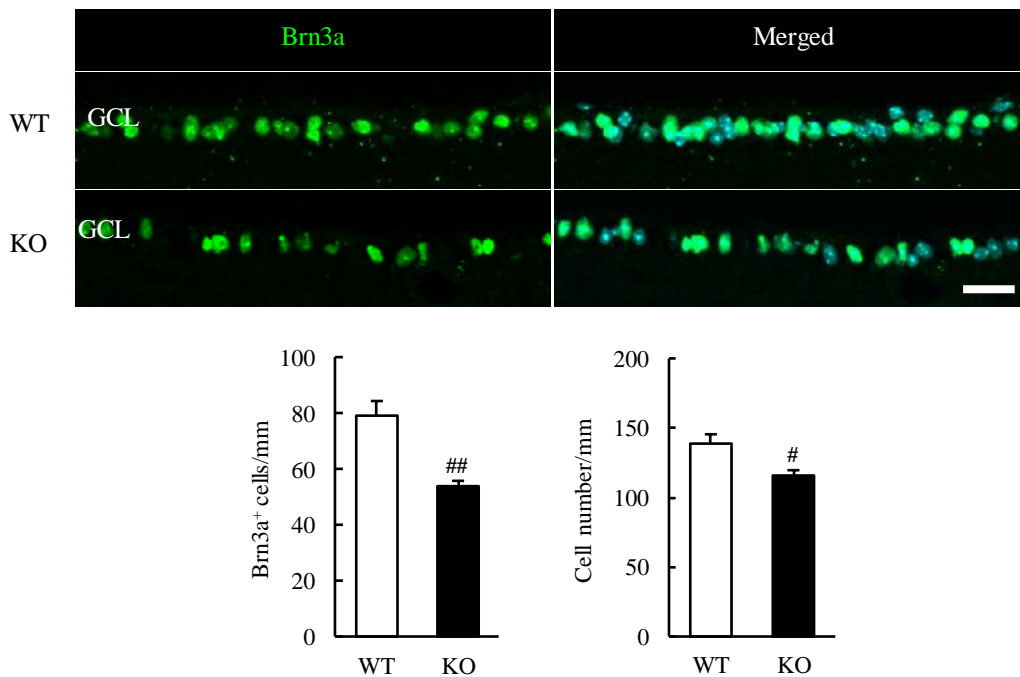 Brn3a Merged
WT GCL
KO GCL
100
80
60
40
20
0
Brn3a⁺ cells/mm
##
WT KO
200
150
100
50
0
Cell number/mm
#
WT KO